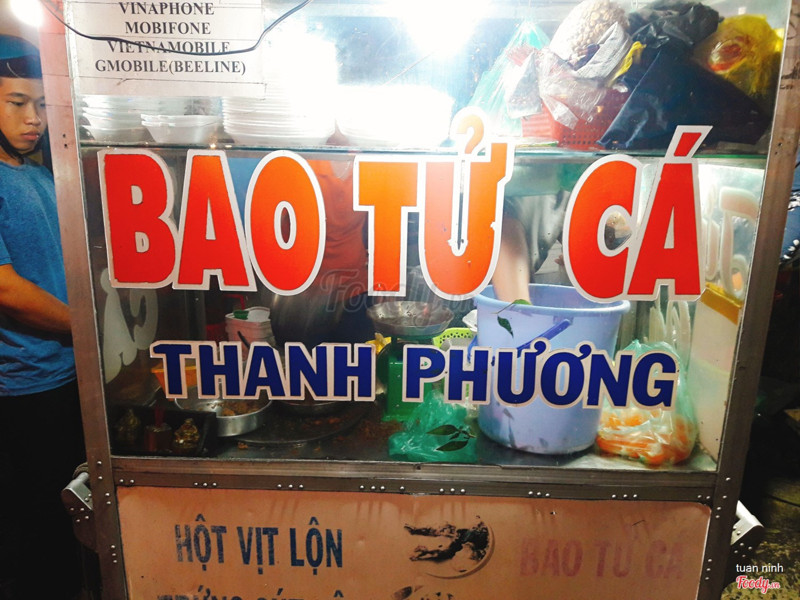 VINAPHONE
MOBIFONE
VIETNAMOBILE
GMOBILE(BEELINE)
BAO TỬ CÁ
THANH PHƯƠNG
HỘT VỊT LỘN
BAO TỬ CÁ
tuan ninh
Foody.vn